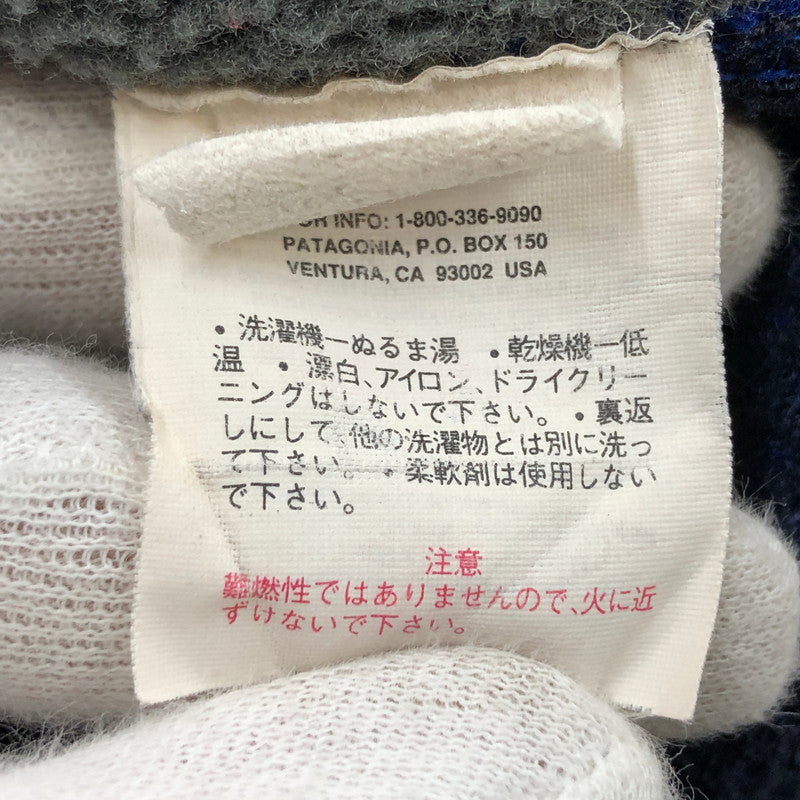 INFO: 1-800-336-9090
PATAGONIA, P.O. BOX 150
VENTURA, CA 93002 USA
・洗濯機ーぬるま湯 ・乾燥機ー低
温 ・漂白、アイロン、ドライクリー
ニングはしないで下さい。・裏返
しにして、他の洗濯物とは別に洗っ
て下さい。・柔軟剤は使用しない
で下さい。
注意
難燃性ではありませんので、火に近
ずけないで下さい。